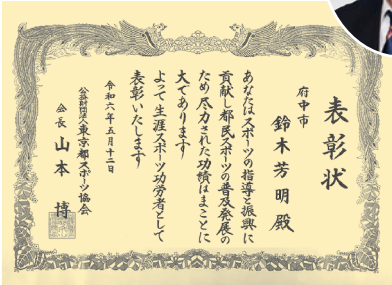 表彰状
府中市
鈴木芳明殿
あなたはスポーツの指導と振興に
貢献し都民スポーツの普及発展の
ため尽力された功績はまことに
大であります
よって生涯スポーツ功労者として
表彰いたします
令和六年五月十二日
公益財団法人東京都スポーツ協会
会長山本博